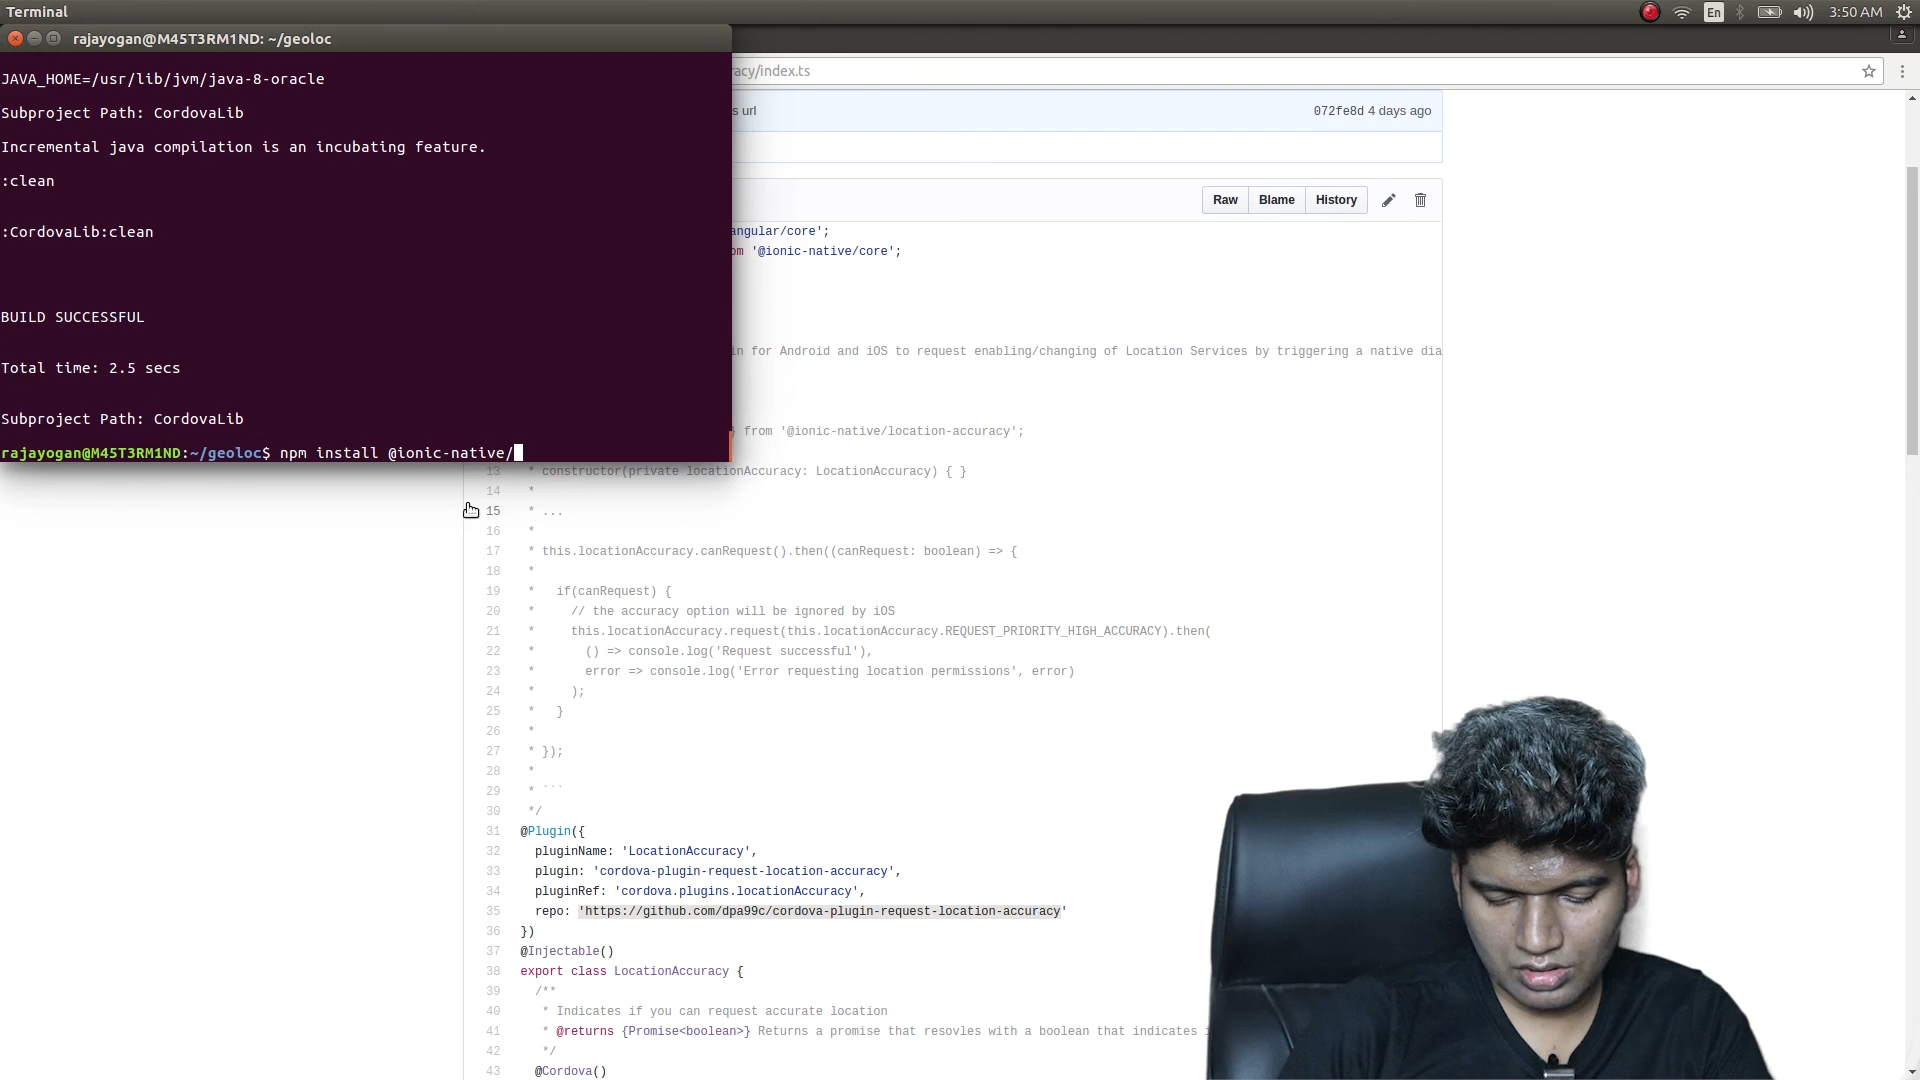 Terminal
En
3:50 AM
rajayogan@M45T3RM1ND: ~/geoloc
JAVA_HOME=/usr/lib/jvm/java-8-oracle
Subproject Path: CordovaLib
Incremental java compilation is an incubating feature.
:clean
:CordovaLib:clean
BUILD SUCCESSFUL
Total time: 2.5 secs
Subproject Path: CordovaLib
rajayogan@M45T3RM1ND:~/geoloc$ npm install @ionic-native/
racy/index.ts
s url
072fe8d 4 days ago
Raw
Blame
History
angular/core';
om '@ionic-native/core';
in for Android and iOS to request enabling/changing of Location Services by triggering a native dia
} from '@ionic-native/location-accuracy';
13 * constructor(private locationAccuracy: LocationAccuracy) { }
14 *
15 * ...
16 *
17 * this.locationAccuracy.canRequest().then((canRequest: boolean) => {
18 *
19 *   if(canRequest) {
20 *     // the accuracy option will be ignored by iOS
21 *     this.locationAccuracy.request(this.locationAccuracy.REQUEST_PRIORITY_HIGH_ACCURACY).then(
22 *       () => console.log('Request successful'),
23 *       error => console.log('Error requesting location permissions', error)
24 *     );
25 *   }
26 *
27 * });
28 *
29 * ```
30 */
31 @Plugin({
32   pluginName: 'LocationAccuracy',
33   plugin: 'cordova-plugin-request-location-accuracy',
34   pluginRef: 'cordova.plugins.locationAccuracy',
35   repo: 'https://github.com/dpa99c/cordova-plugin-request-location-accuracy'
36 })
37 @Injectable()
38 export class LocationAccuracy {
39   /**
40    * Indicates if you can request accurate location
41    * @returns {Promise<boolean>} Returns a promise that resovles with a boolean that indicates
42    */
43   @Cordova()